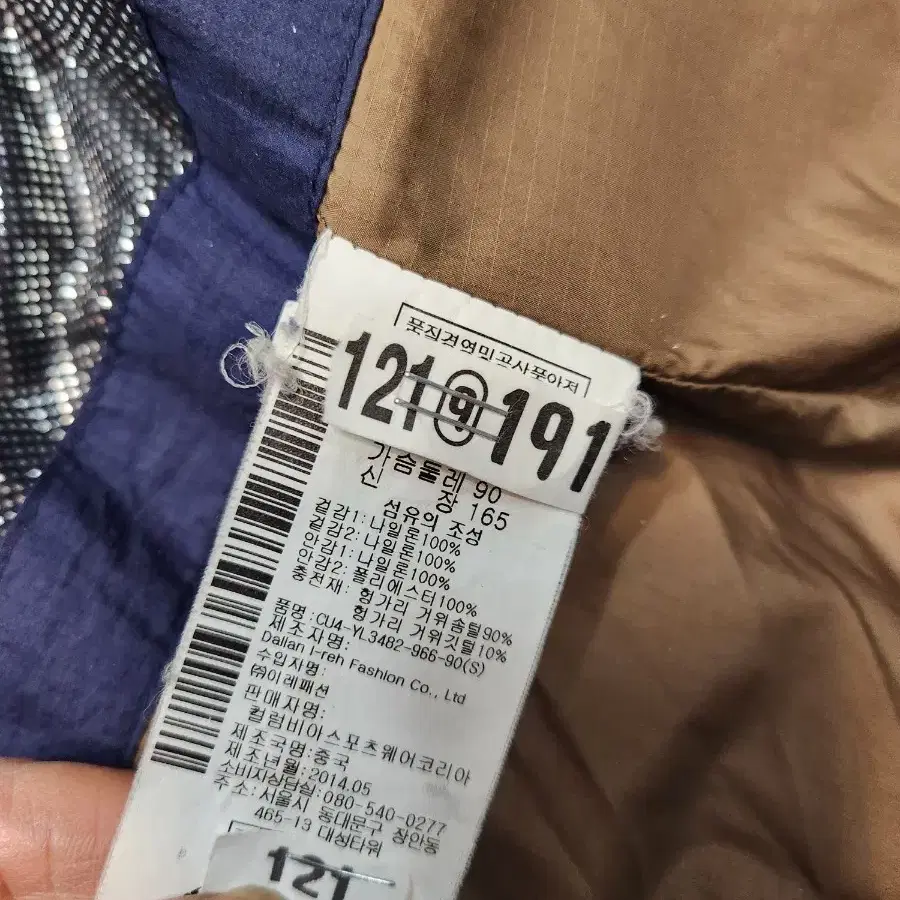 품질경영및공산품안전
121⑨191
가슴둘레 90
신 장 165
섬유의 조성
겉감1: 나일론100%
겉감2: 나일론100%
안감1: 나일론100%
안감2: 폴리에스터100%
충전재: 헝가리 거위솜털90%
헝가리 거위깃털10%
품명: CU4-YL3482-966-90(S)
제조자명:
Dalian I-reh Fashion Co., Ltd
수입자명:
㈜이레패션
판매자명:
컬럼비아스포츠웨어코리아
제조국명:중국
제조년월:2014.05
소비자상담실: 080-540-0277
주소:서울시 동대문구 장안동
465-13 대성타워
121